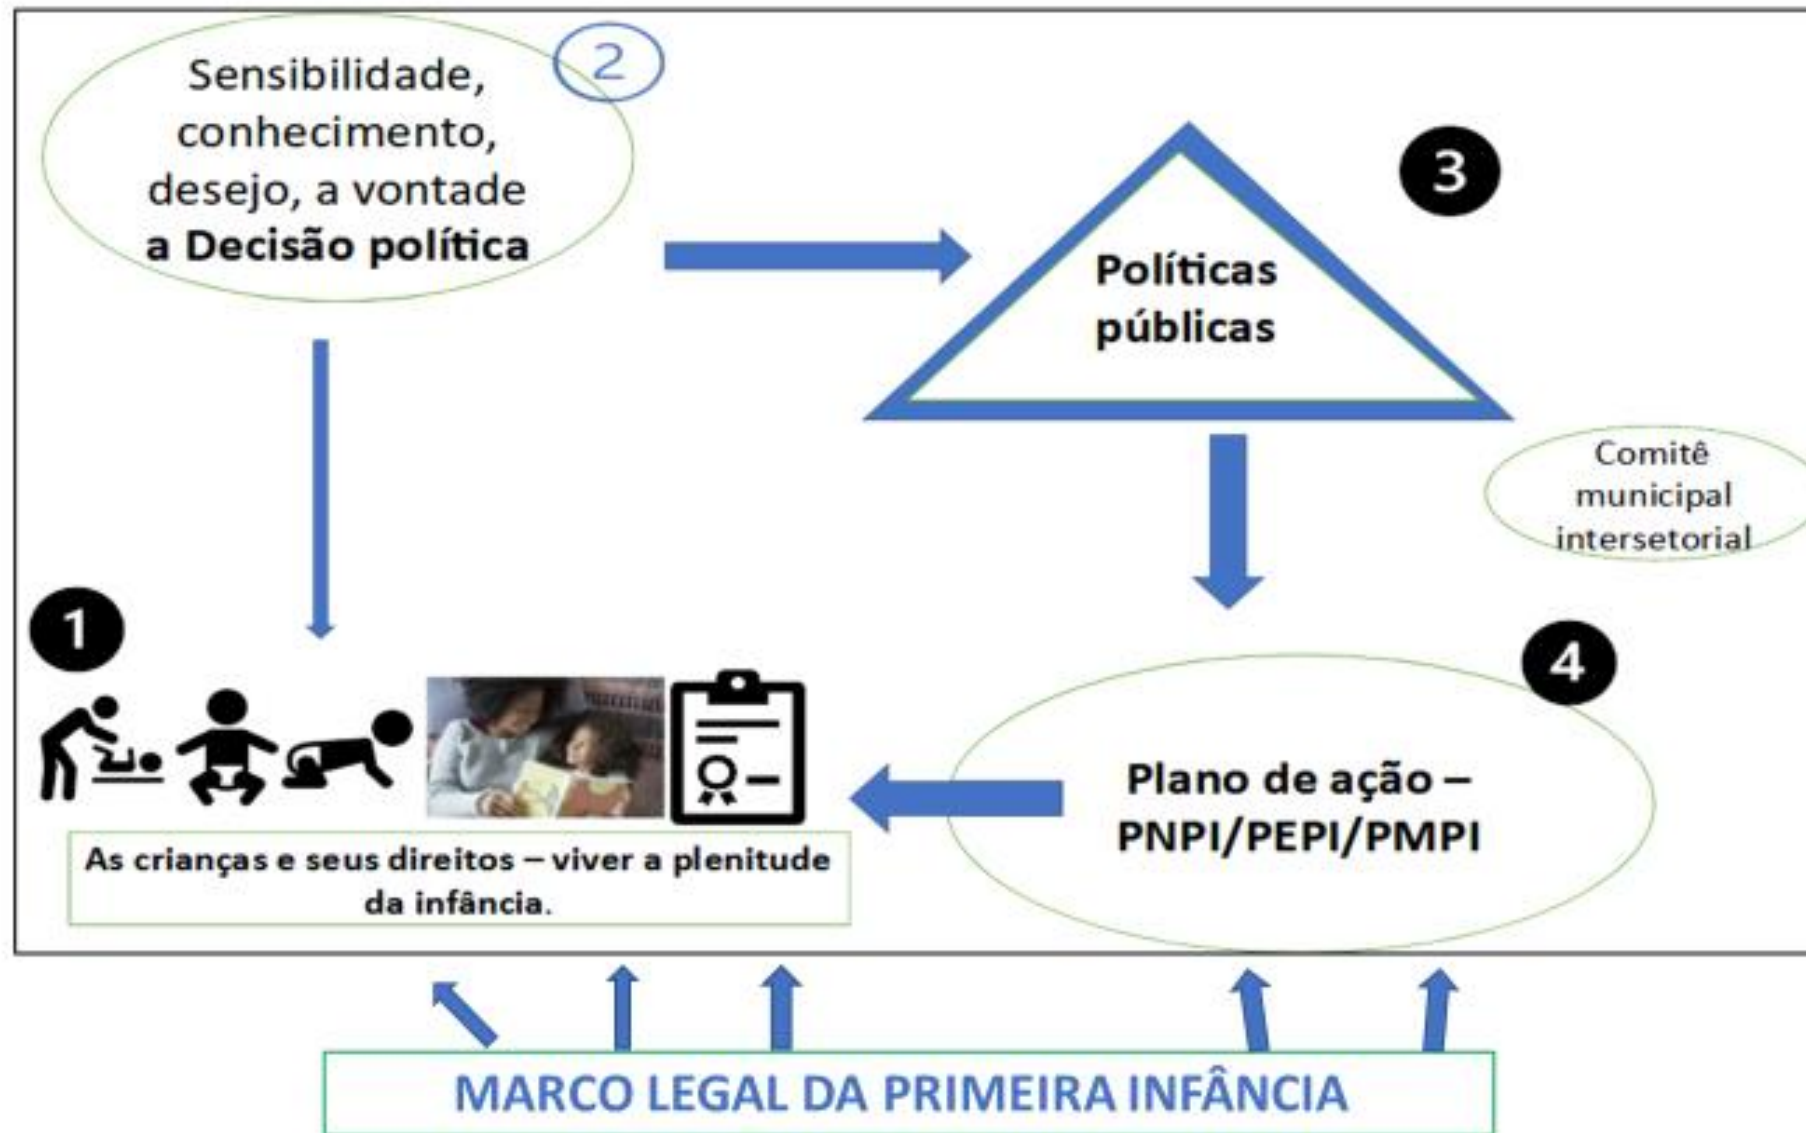 Sensibilidade,
conhecimento,
desejo, a vontade
a Decisão política
2
3
Políticas
públicas
Comitê
municipal
intersetorial
1
4
As crianças e seus direitos – viver a plenitude
da infância.
Plano de ação –
PNPI/PEPI/PMPI
MARCO LEGAL DA PRIMEIRA INFÂNCIA